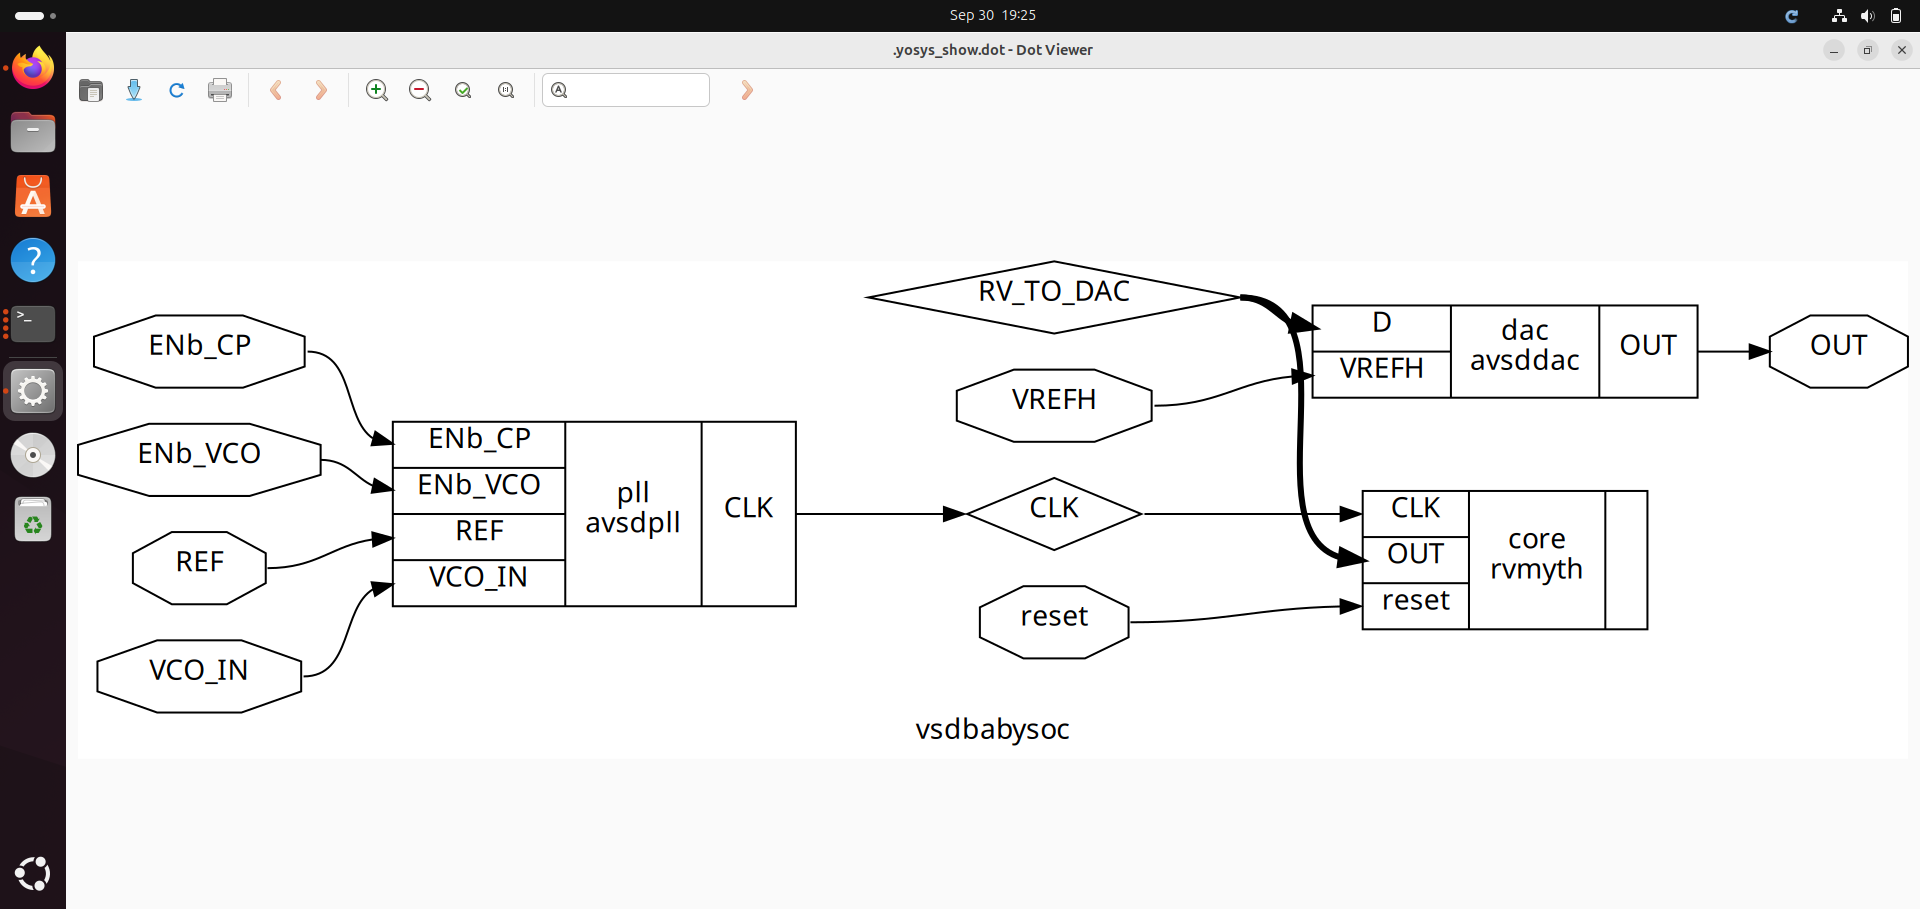 Sep 30 19:25
.yosys_show.dot - Dot Viewer
RV_TO_DAC
ENb_CP
D
VREFH
dac
avsddac
OUT
OUT
VREFH
ENb_VCO
ENb_CP
ENb_VCO
REF
VCO_IN
pll
avsdpll
CLK
CLK
CLK
OUT
reset
core
rvmyth
REF
reset
VCO_IN
vsdbabysoc